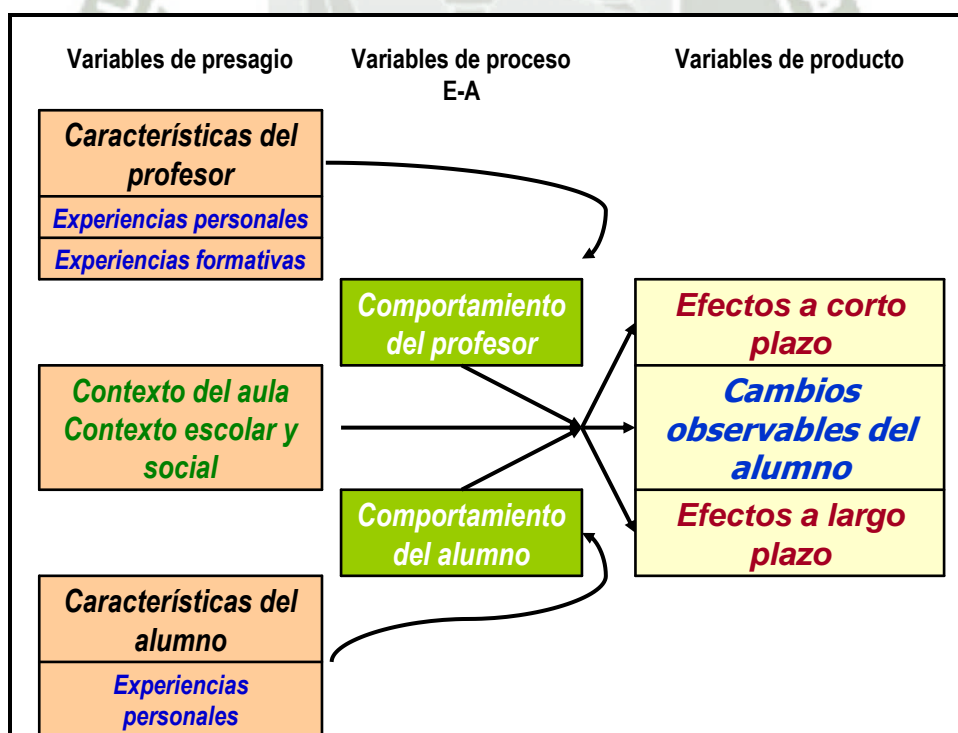 Variables de presagio
Variables de proceso
E-A
Variables de producto
Características del
profesor
Experiencias personales
Experiencias formativas
Comportamiento
del profesor
Efectos a corto
plazo
Contexto del aula
Contexto escolar y
social
Cambios
observables del
alumno
Comportamiento
del alumno
Efectos a largo
plazo
Características del
alumno
Experiencias
personales